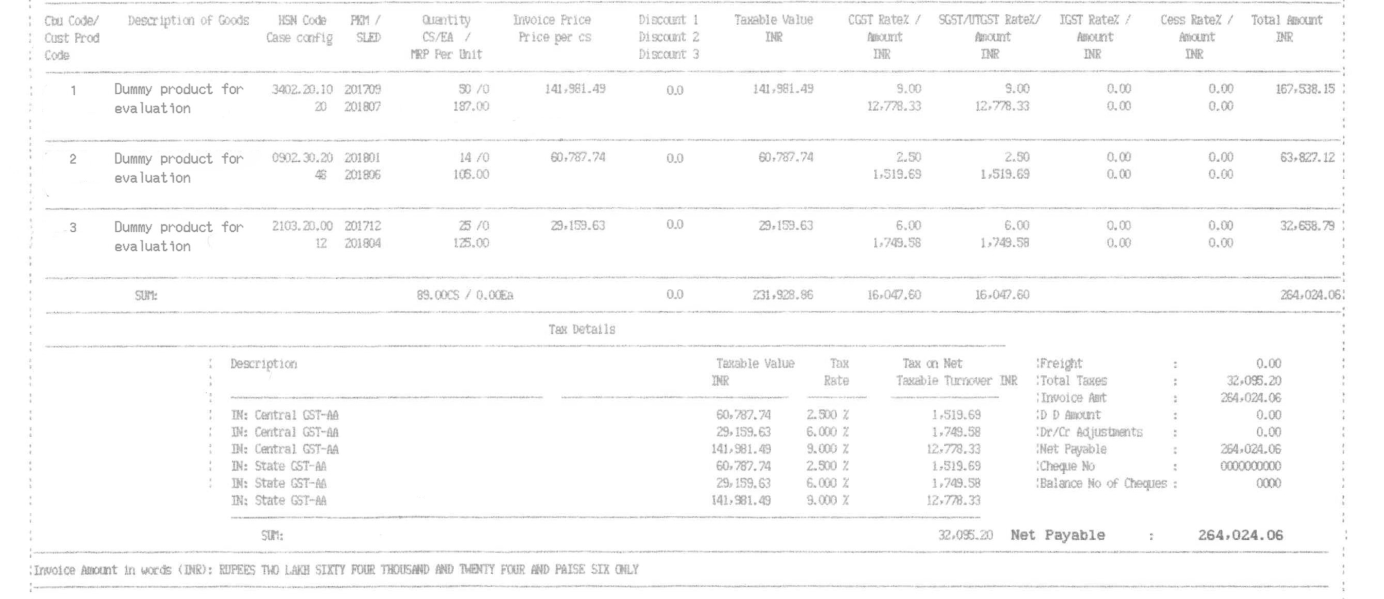 Cbu Code/ Description of Goods HSN Code PKM / Quantity Invoice Price Discount 1 Taxable Value CGST Rate% / SGST/UTGST Rate%/ IGST Rate% / Cess Rate% / Total Amount
Cust Prod Case config SLED CS/EA / Price per cs Discount 2 INR Amount Amount Amount Amount INR
Code MRP Per Unit Discount 3 INR INR INR INR
1 Dummy product for 3402.20.10 201709 50 /0 141,981.49 0.0 141,981.49 9.00 9.00 0.00 0.00 167,538.15
evaluation 20 201807 187.00 12,778.33 12,778.33 0.00 0.00
2 Dummy product for 0902.30.20 201801 14 /0 60,787.74 0.0 60,787.74 2.50 2.50 0.00 0.00 63,827.12
evaluation 48 201806 105.00 1,519.69 1,519.69 0.00 0.00
3 Dummy product for 2103.20.00 201712 25 /0 29,159.63 0.0 29,159.63 6.00 6.00 0.00 0.00 32,658.79
evaluation 12 201804 125.00 1,749.58 1,749.58 0.00 0.00
SUM: 89.00CS / 0.00Ea 0.0 231,928.86 16,047.60 16,047.60 264,024.06
Tax Details
Description Taxable Value Tax Tax on Net Freight : 0.00
INR Rate Taxable Turnover INR Total Taxes : 32,095.20
Invoice Amt : 264,024.06
IN: Central GST-AA 60,787.74 2.500 % 1,519.69 D D Amount : 0.00
IN: Central GST-AA 29,159.63 6.000 % 1,749.58 Dr/Cr Adjustments : 0.00
IN: Central GST-AA 141,981.49 9.000 % 12,778.33 Net Payable : 264,024.06
IN: State GST-AA 60,787.74 2.500 % 1,519.69 Cheque No : 0000000000
IN: State GST-AA 29,159.63 6.000 % 1,749.58 Balance No of Cheques : 0000
IN: State GST-AA 141,981.49 9.000 % 12,778.33
SUM: 32,095.20 Net Payable : 264,024.06
Invoice Amount in words (INR): RUPEES TWO LAKH SIXTY FOUR THOUSAND AND TWENTY FOUR AND PAISE SIX ONLY